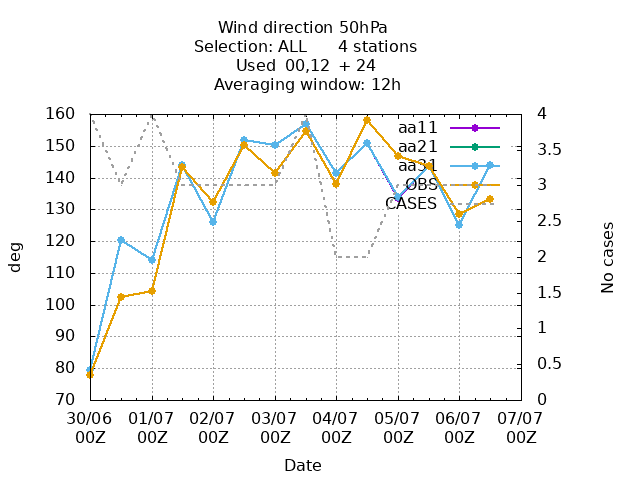 Wind direction 50hPa
Selection: ALL 4 stations
Used 00,12 + 24
Averaging window: 12h
160
150
140
130
120
110
100
90
80
70
deg
4
3.5
3
2.5
2
1.5
1
0.5
0
No cases
aa11
aa21
aa31
OBS
CASES
30/06 01/07 02/07 03/07 04/07 05/07 06/07 07/07
00Z 00Z 00Z 00Z 00Z 00Z 00Z 00Z
Date